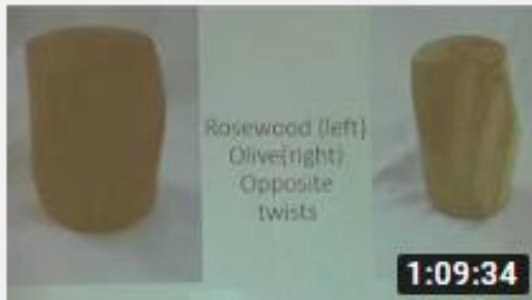 Rosewood (left)
Olive(right)
Opposite
twists
1:09:34